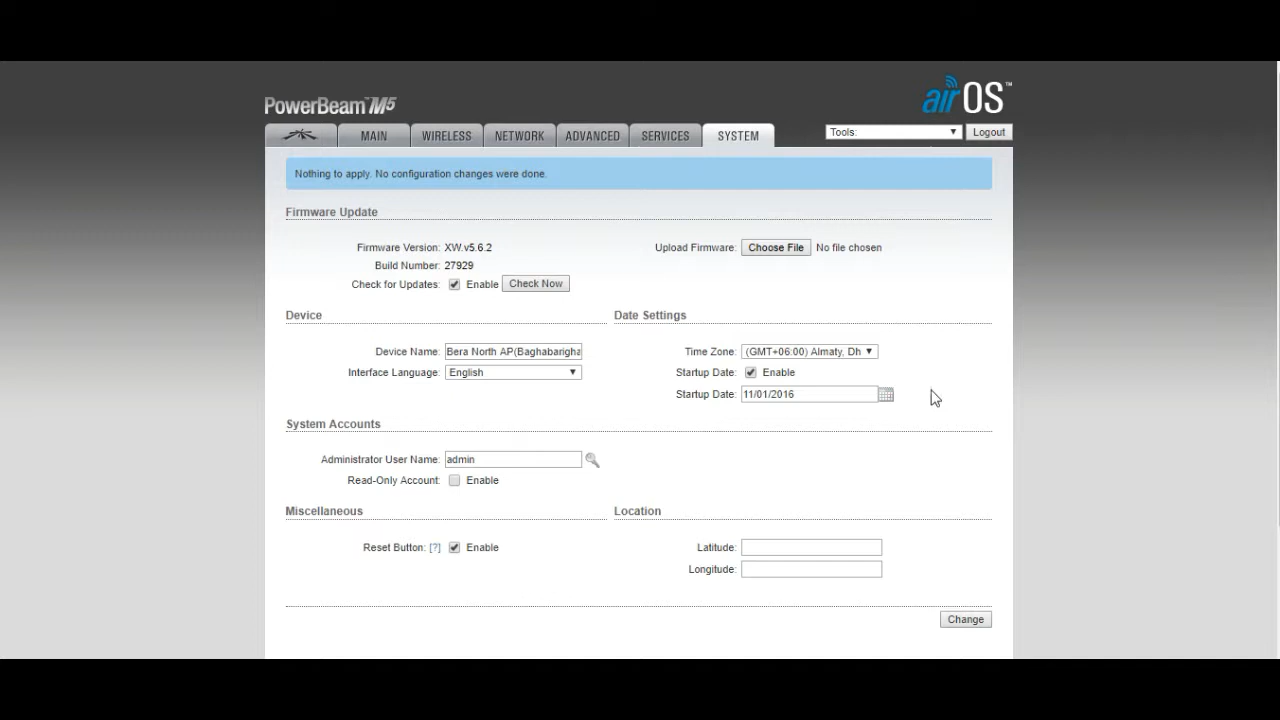 PowerBeam™M5
airOS™
MAIN WIRELESS NETWORK ADVANCED SERVICES SYSTEM Tools: Logout
Nothing to apply. No configuration changes were done.
Firmware Update
Firmware Version: XW.v5.6.2 Upload Firmware: Choose File No file chosen
Build Number: 27929
Check for Updates: Enable Check Now
Device Date Settings
Device Name: Bera North AP(Baghabarigha Time Zone: (GMT+06:00) Almaty, Dh
Interface Language: English Startup Date: Enable
Startup Date: 11/01/2016
System Accounts
Administrator User Name: admin
Read-Only Account: Enable
Miscellaneous Location
Reset Button: [?] Enable Latitude:
Longitude:
Change